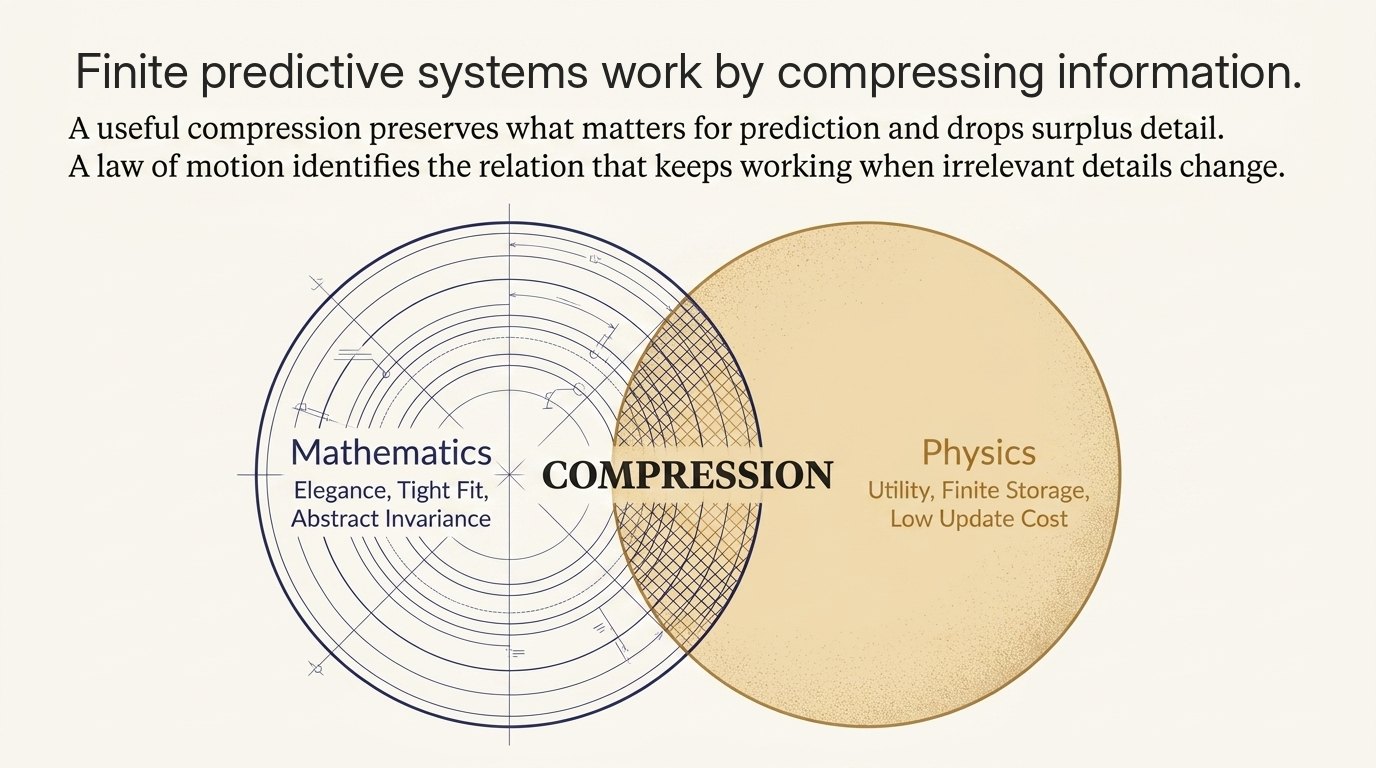 Finite predictive systems work by compressing information.
A useful compression preserves what matters for prediction and drops surplus detail.
A law of motion identifies the relation that keeps working when irrelevant details change.
Mathematics
Elegance, Tight Fit,
Abstract Invariance
COMPRESSION
Physics
Utility, Finite Storage,
Low Update Cost